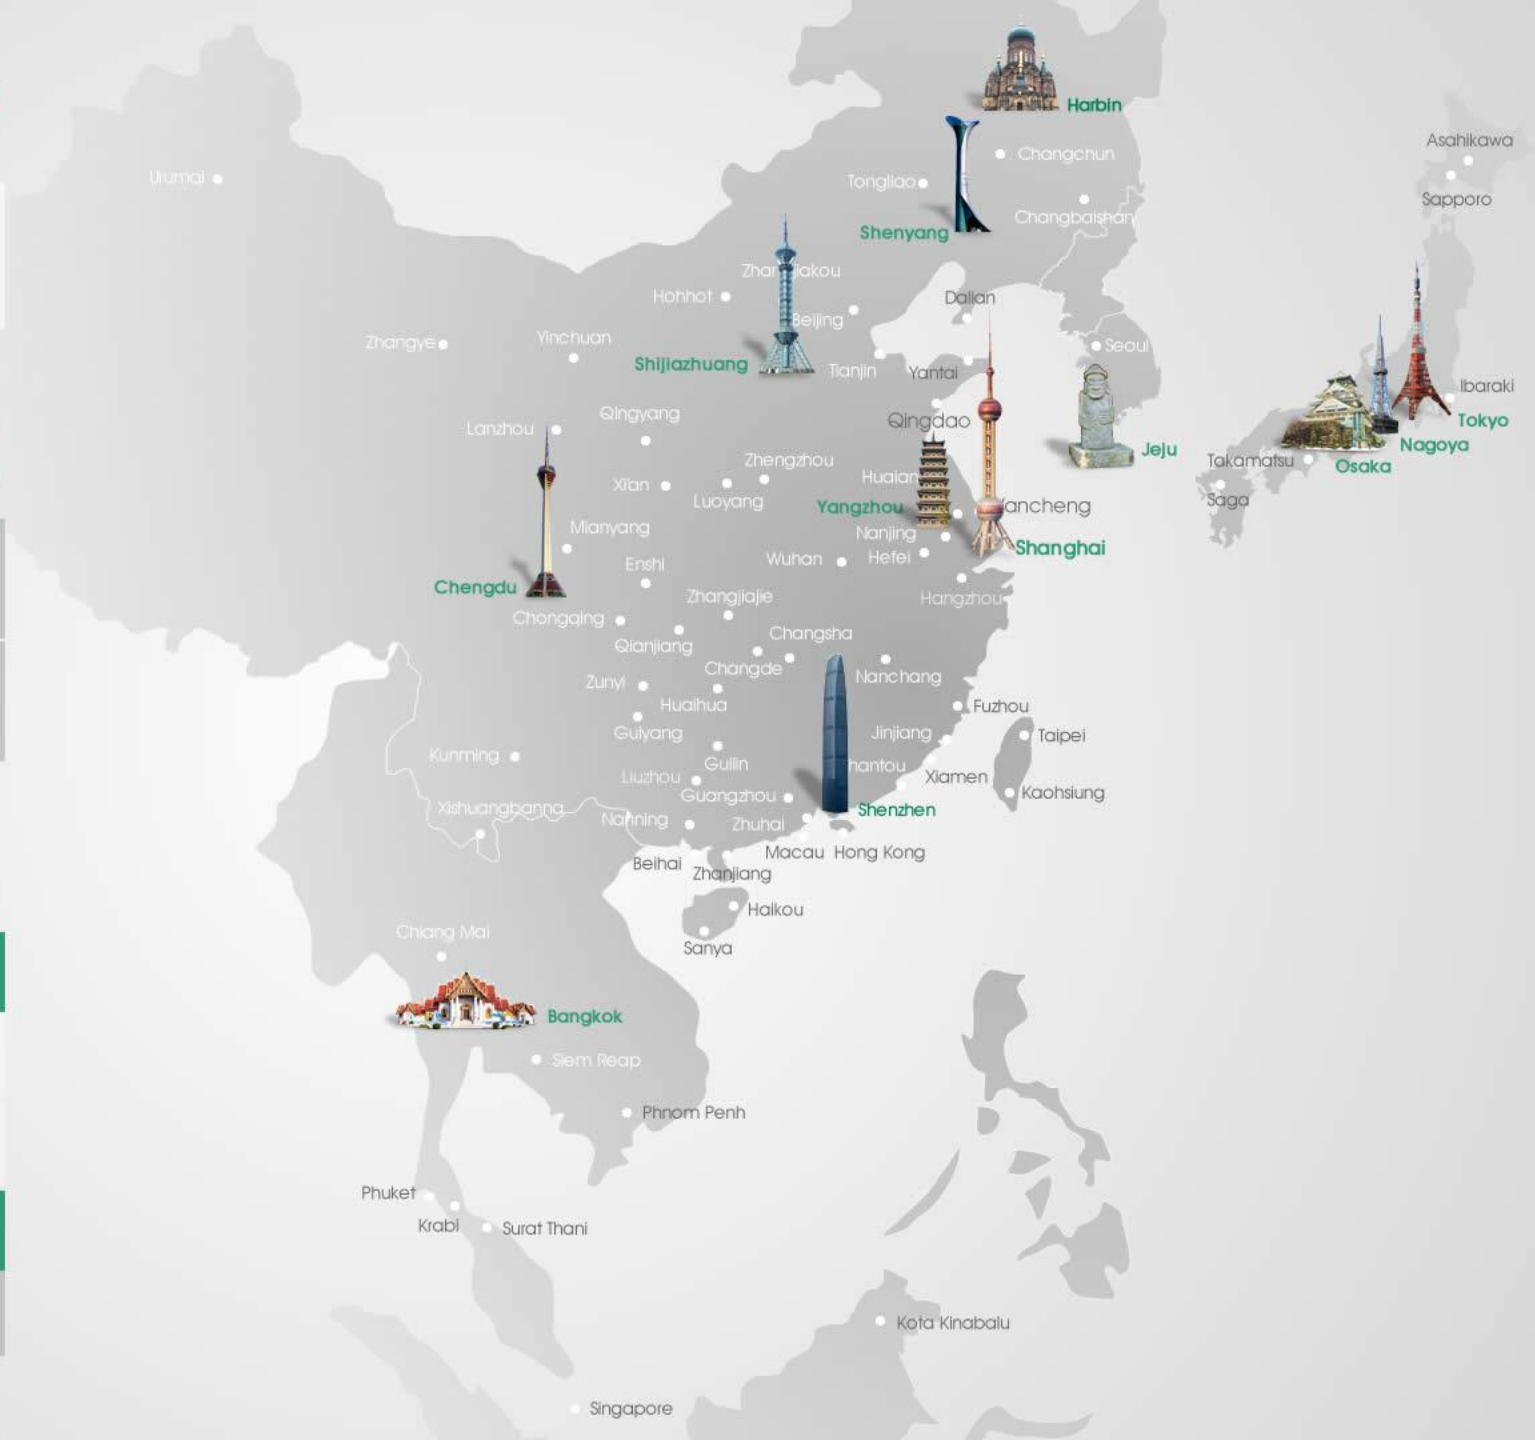 Harbin
Asahikawa
Changchun
Urumqi
Tongliao
Sapporo
Changbaishan
Shenyang
Hohhot
Dalian
Beijing
Yinchuan
Zhangye
Seoul
Shijiazhuang
Tianjin
Yantai
Ibaraki
Qingyang
Qingdao
Tokyo
Lanzhou
Nagoya
Jeju
Zhengzhou
Takamatsu
Osaka
Huaian
Xi'an
Luoyang
Saga
Yangzhou
ancheng
Mianyang
Nanjing
Shanghai
Wuhan
Hefei
Enshi
Chengdu
Zhangjiajie
Hangzhou
Chongqing
Changsha
Qianjiang
Changde
Nanchang
Zunyi
Huaihua
Fuzhou
Guiyang
Jinjiang
Taipei
Kunming
Guilin
hantou
Liuzhou
Xiamen
Guangzhou
Kaohsiung
Xishuangbanna
Shenzhen
Nanning
Zhuhai
Macau Hong Kong
Beihai
Zhanjiang
Haikou
Chiang Mai
Sanya
Bangkok
Siem Reap
Phnom Penh
Phuket
Krabi
Surat Thani
Kota Kinabalu
Singapore